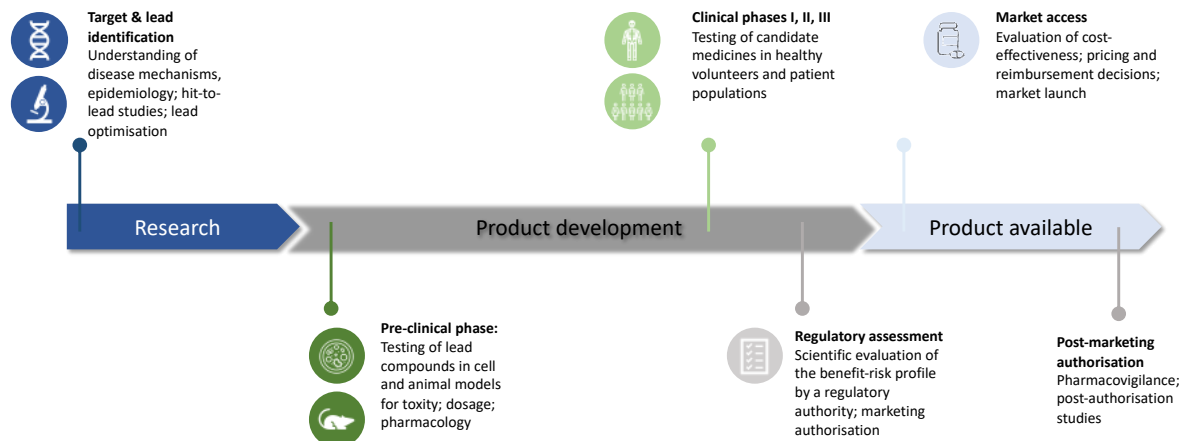 Target & lead
identification
Understanding of
disease mechanisms,
epidemiology; hit-to-
lead studies; lead
optimisation
Clinical phases I, II, III
Testing of candidate
medicines in healthy
volunteers and patient
populations
Market access
Evaluation of cost-
effectiveness; pricing and
reimbursement decisions;
market launch
Research
Product development
Product available
Pre-clinical phase:
Testing of lead
compounds in cell
and animal models
for toxity; dosage;
pharmacology
Regulatory assessment
Scientific evaluation of
the benefit-risk profile
by a regulatory
authority; marketing
authorisation
Post-marketing
authorisation
Pharmacovigilance;
post-authorisation
studies